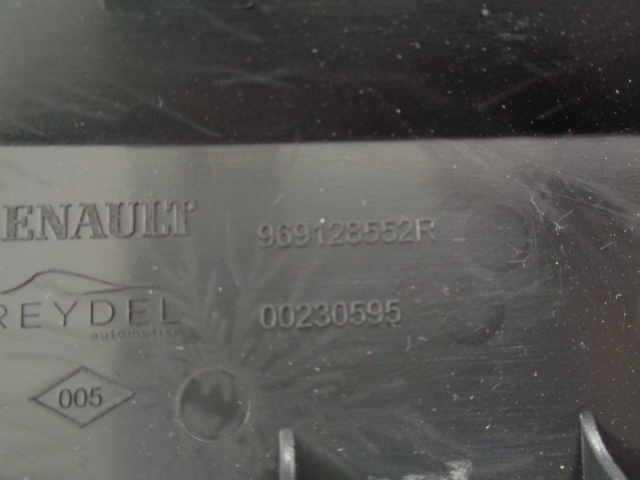 RENAULT 969128552R
REYDEL 00230595
automotive
005